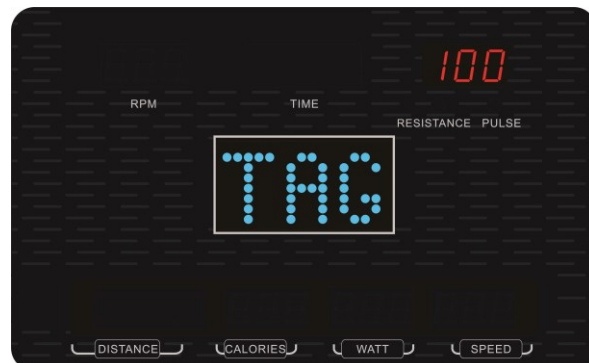 100
RPM TIME
RESISTANCE PULSE
TAG
DISTANCE CALORIES WATT SPEED